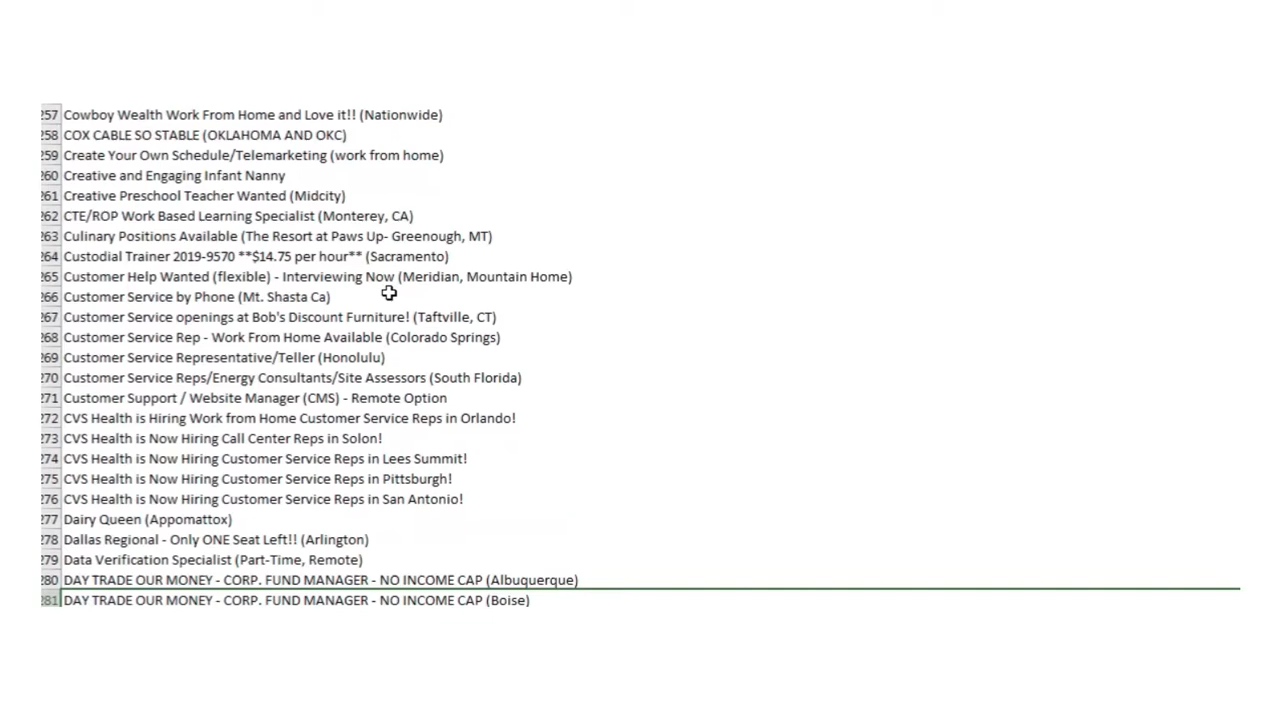 257 Cowboy Wealth Work From Home and Love it!! (Nationwide)
258 COX CABLE SO STABLE (OKLAHOMA AND OKC)
259 Create Your Own Schedule/Telemarketing (work from home)
260 Creative and Engaging Infant Nanny
261 Creative Preschool Teacher Wanted (Midcity)
262 CTE/ROP Work Based Learning Specialist (Monterey, CA)
263 Culinary Positions Available (The Resort at Paws Up- Greenough, MT)
264 Custodial Trainer 2019-9570 **$14.75 per hour** (Sacramento)
265 Customer Help Wanted (flexible) - Interviewing Now (Meridian, Mountain Home)
266 Customer Service by Phone (Mt. Shasta Ca)
267 Customer Service openings at Bob's Discount Furniture! (Taftville, CT)
268 Customer Service Rep - Work From Home Available (Colorado Springs)
269 Customer Service Representative/Teller (Honolulu)
270 Customer Service Reps/Energy Consultants/Site Assessors (South Florida)
271 Customer Support / Website Manager (CMS) - Remote Option
272 CVS Health is Hiring Work from Home Customer Service Reps in Orlando!
273 CVS Health is Now Hiring Call Center Reps in Solon!
274 CVS Health is Now Hiring Customer Service Reps in Lees Summit!
275 CVS Health is Now Hiring Customer Service Reps in Pittsburgh!
276 CVS Health is Now Hiring Customer Service Reps in San Antonio!
277 Dairy Queen (Appomattox)
278 Dallas Regional - Only ONE Seat Left!! (Arlington)
279 Data Verification Specialist (Part-Time, Remote)
280 DAY TRADE OUR MONEY - CORP. FUND MANAGER - NO INCOME CAP (Albuquerque)
281 DAY TRADE OUR MONEY - CORP. FUND MANAGER - NO INCOME CAP (Boise)